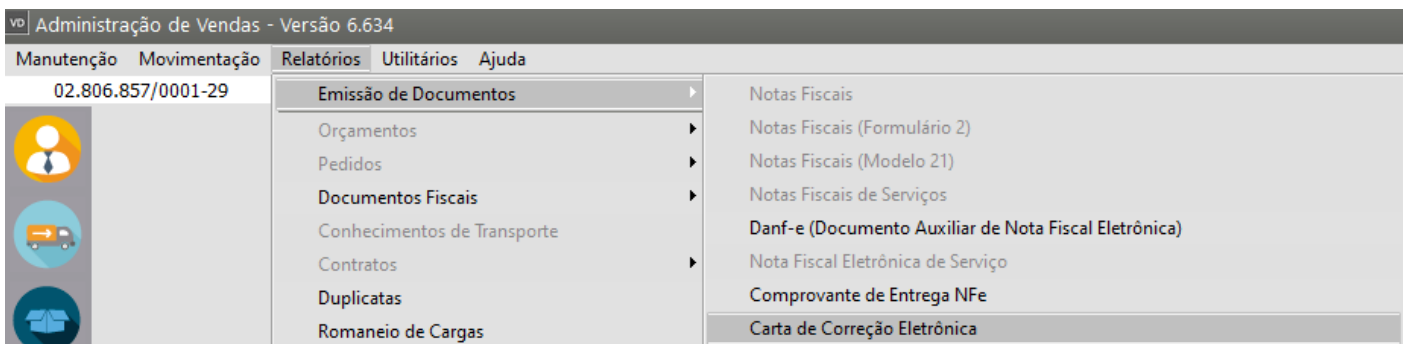 VD Administração de Vendas - Versão 6.634
Manutenção Movimentação Relatórios Utilitários Ajuda
02.806.857/0001-29
Emissão de Documentos
Orçamentos
Pedidos
Documentos Fiscais
Conhecimentos de Transporte
Contratos
Duplicatas
Romaneio de Cargas
Notas Fiscais
Notas Fiscais (Formulário 2)
Notas Fiscais (Modelo 21)
Notas Fiscais de Serviços
Danf-e (Documento Auxiliar de Nota Fiscal Eletrônica)
Nota Fiscal Eletrônica de Serviço
Comprovante de Entrega NFe
Carta de Correção Eletrônica